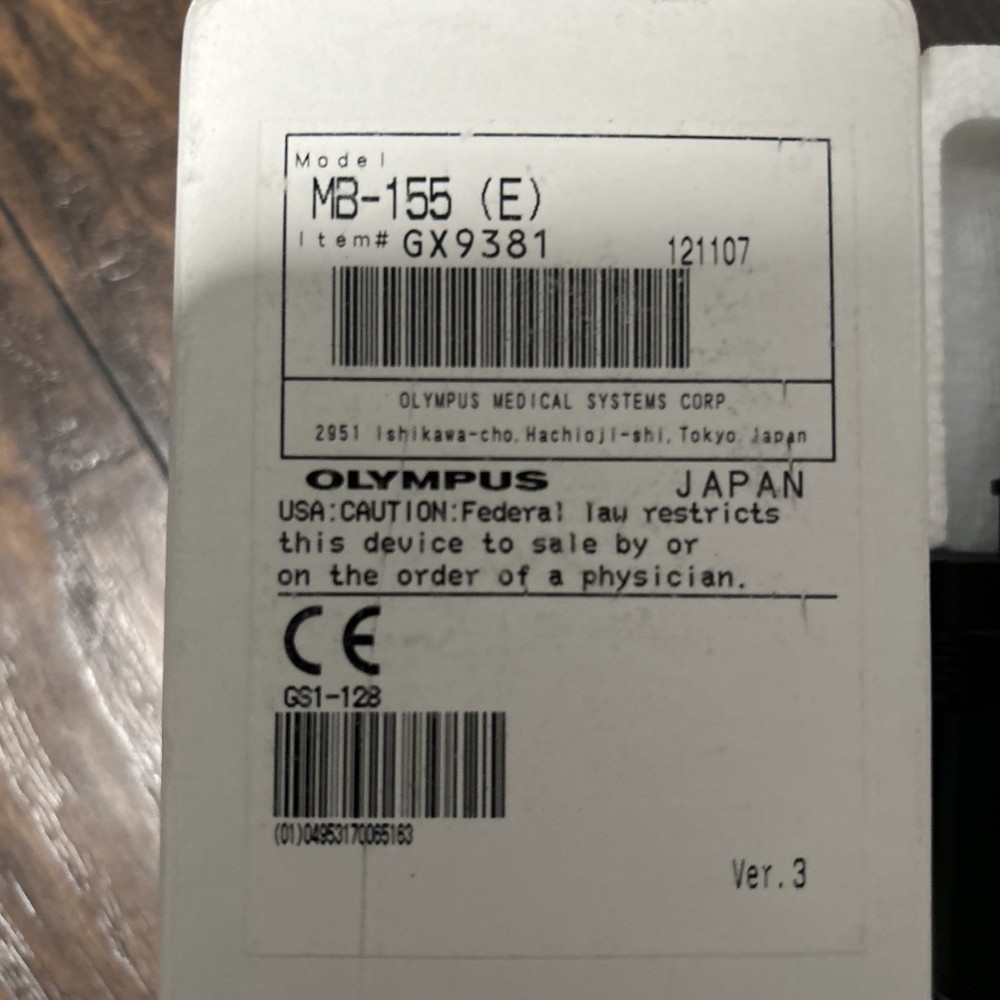 Model
MB-155 (E)
Item# GX9381 121107
OLYMPUS MEDICAL SYSTEMS CORP
2951 Ishikawa-cho, Hachioji-shi, Tokyo Japan
OLYMPUS JAPAN
USA:CAUTION:Federal law restricts
this device to sale by or
on the order of a physician.
CE
GS1-128
(01)04953170065163
Ver.3